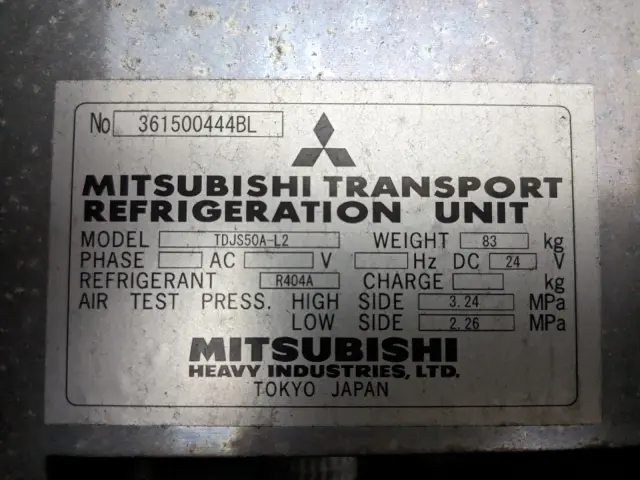 No 361500444BL
MITSUBISHI TRANSPORT
REFRIGERATION UNIT
MODEL TDJS50A-L2 WEIGHT 83 kg
PHASE AC V Hz DC 24 V
REFRIGERANT R404A CHARGE kg
AIR TEST PRESS. HIGH SIDE 3.24 MPa
LOW SIDE 2.26 MPa
MITSUBISHI
HEAVY INDUSTRIES, LTD.
TOKYO JAPAN